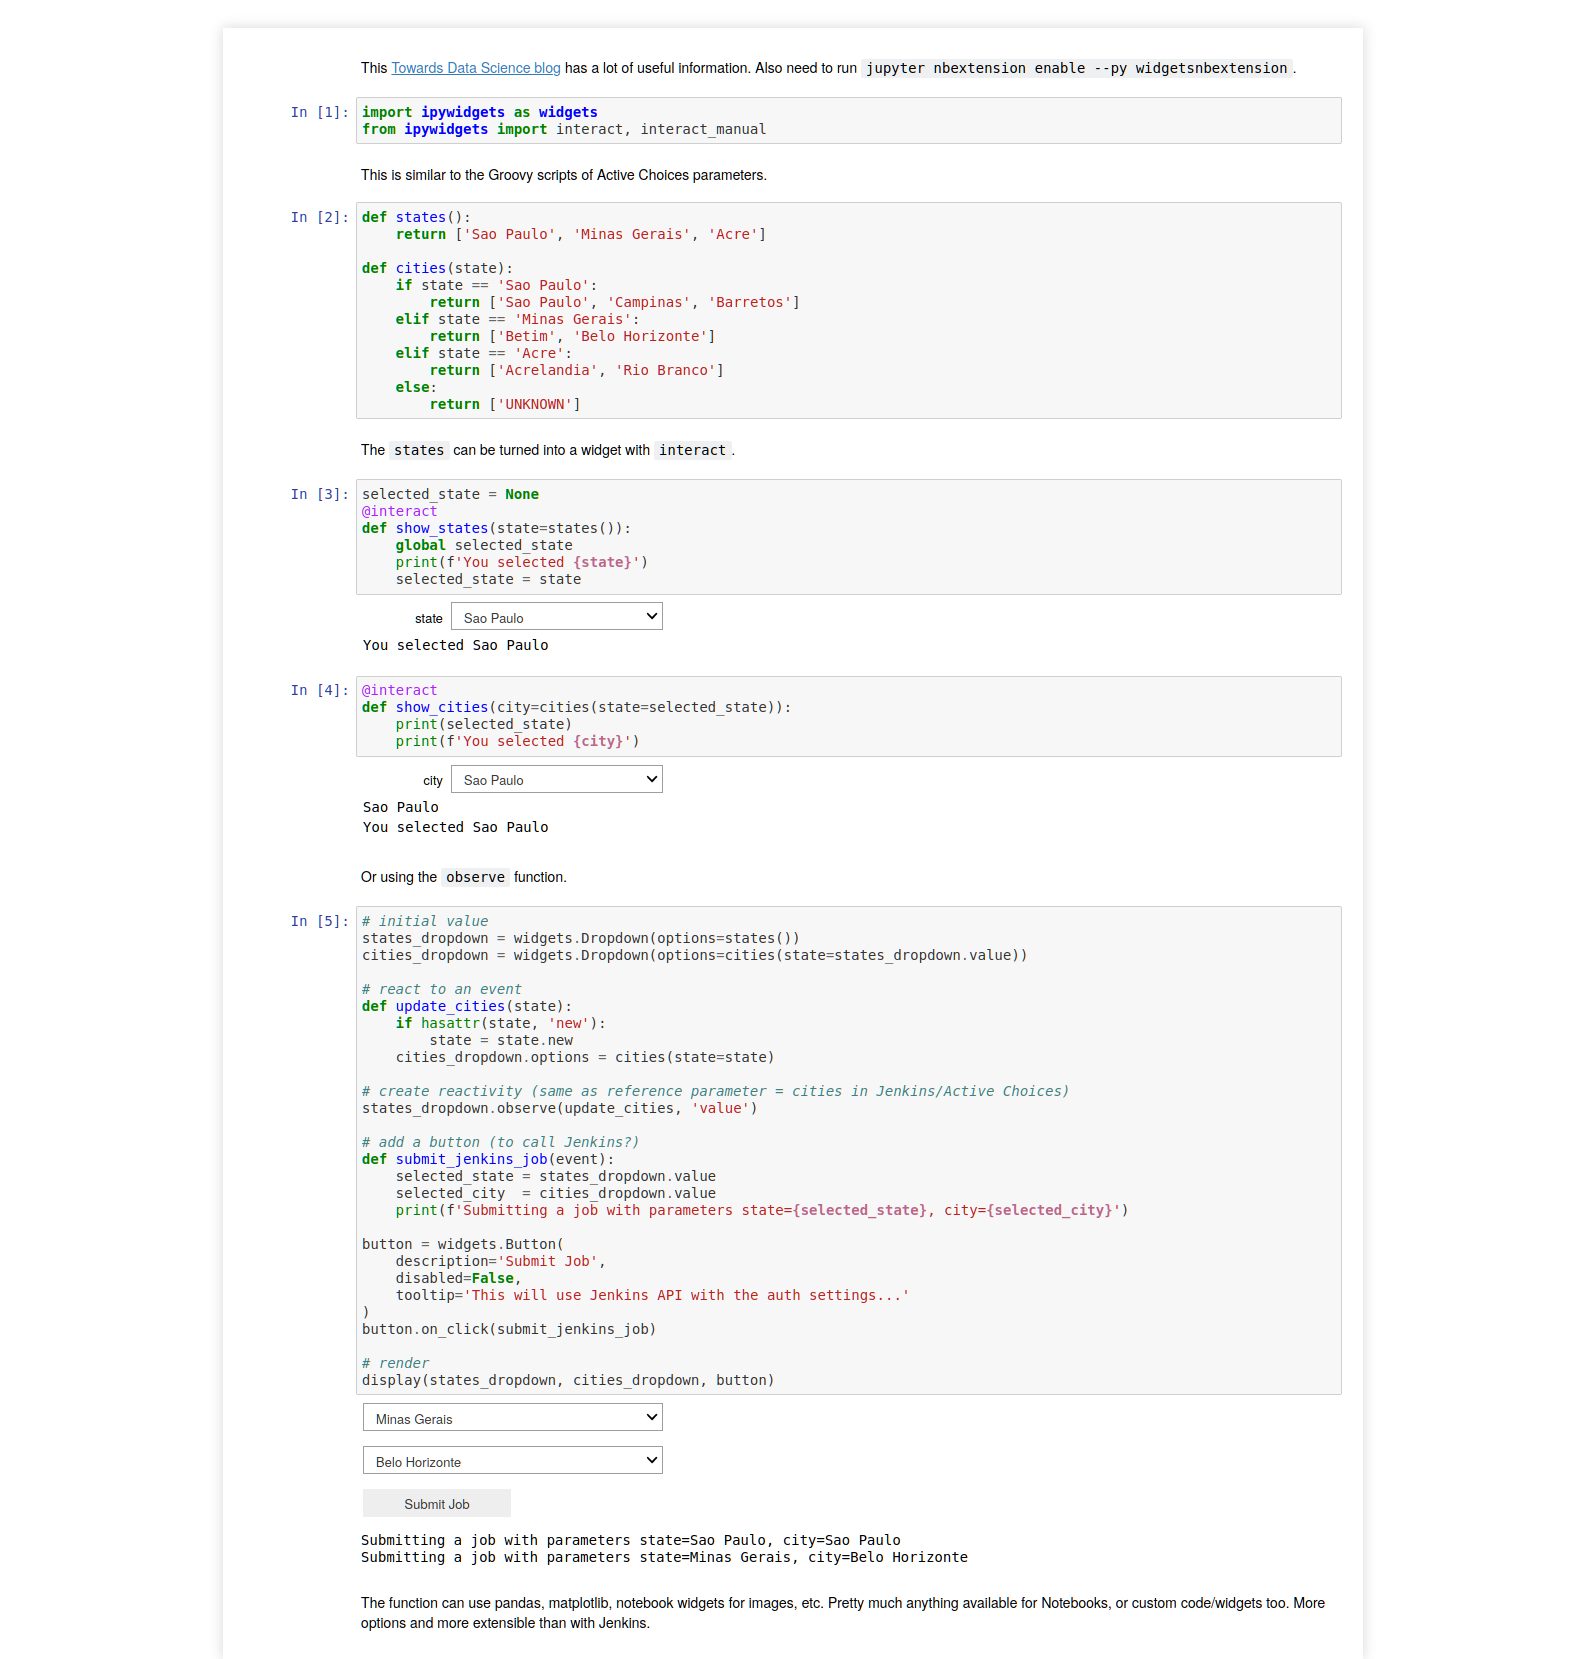 This Towards Data Science blog has a lot of useful information. Also need to run jupyter nbextension enable --py widgetsnbextension .
In [1]: import ipywidgets as widgets
from ipywidgets import interact, interact_manual
This is similar to the Groovy scripts of Active Choices parameters.
In [2]: def states():
    return ['Sao Paulo', 'Minas Gerais', 'Acre']

def cities(state):
    if state == 'Sao Paulo':
        return ['Sao Paulo', 'Campinas', 'Barretos']
    elif state == 'Minas Gerais':
        return ['Betim', 'Belo Horizonte']
    elif state == 'Acre':
        return ['Acrelandia', 'Rio Branco']
    else:
        return ['UNKNOWN']
The states can be turned into a widget with interact .
In [3]: selected_state = None
@interact
def show_states(state=states()):
    global selected_state
    print(f'You selected {state}')
    selected_state = state
state Sao Paulo
You selected Sao Paulo
In [4]: @interact
def show_cities(city=cities(state=selected_state)):
    print(selected_state)
    print(f'You selected {city}')
city Sao Paulo
Sao Paulo
You selected Sao Paulo
Or using the observe function.
In [5]: # initial value
states_dropdown = widgets.Dropdown(options=states())
cities_dropdown = widgets.Dropdown(options=cities(state=states_dropdown.value))

# react to an event
def update_cities(state):
    if hasattr(state, 'new'):
        state = state.new
    cities_dropdown.options = cities(state=state)

# create reactivity (same as reference parameter = cities in Jenkins/Active Choices)
states_dropdown.observe(update_cities, 'value')

# add a button (to call Jenkins?)
def submit_jenkins_job(event):
    selected_state = states_dropdown.value
    selected_city  = cities_dropdown.value
    print(f'Submitting a job with parameters state={selected_state}, city={selected_city}')

button = widgets.Button(
    description='Submit Job',
    disabled=False,
    tooltip='This will use Jenkins API with the auth settings...'
)
button.on_click(submit_jenkins_job)

# render
display(states_dropdown, cities_dropdown, button)
Minas Gerais
Belo Horizonte
Submit Job
Submitting a job with parameters state=Sao Paulo, city=Sao Paulo
Submitting a job with parameters state=Minas Gerais, city=Belo Horizonte
The function can use pandas, matplotlib, notebook widgets for images, etc. Pretty much anything available for Notebooks, or custom code/widgets too. More
options and more extensible than with Jenkins.